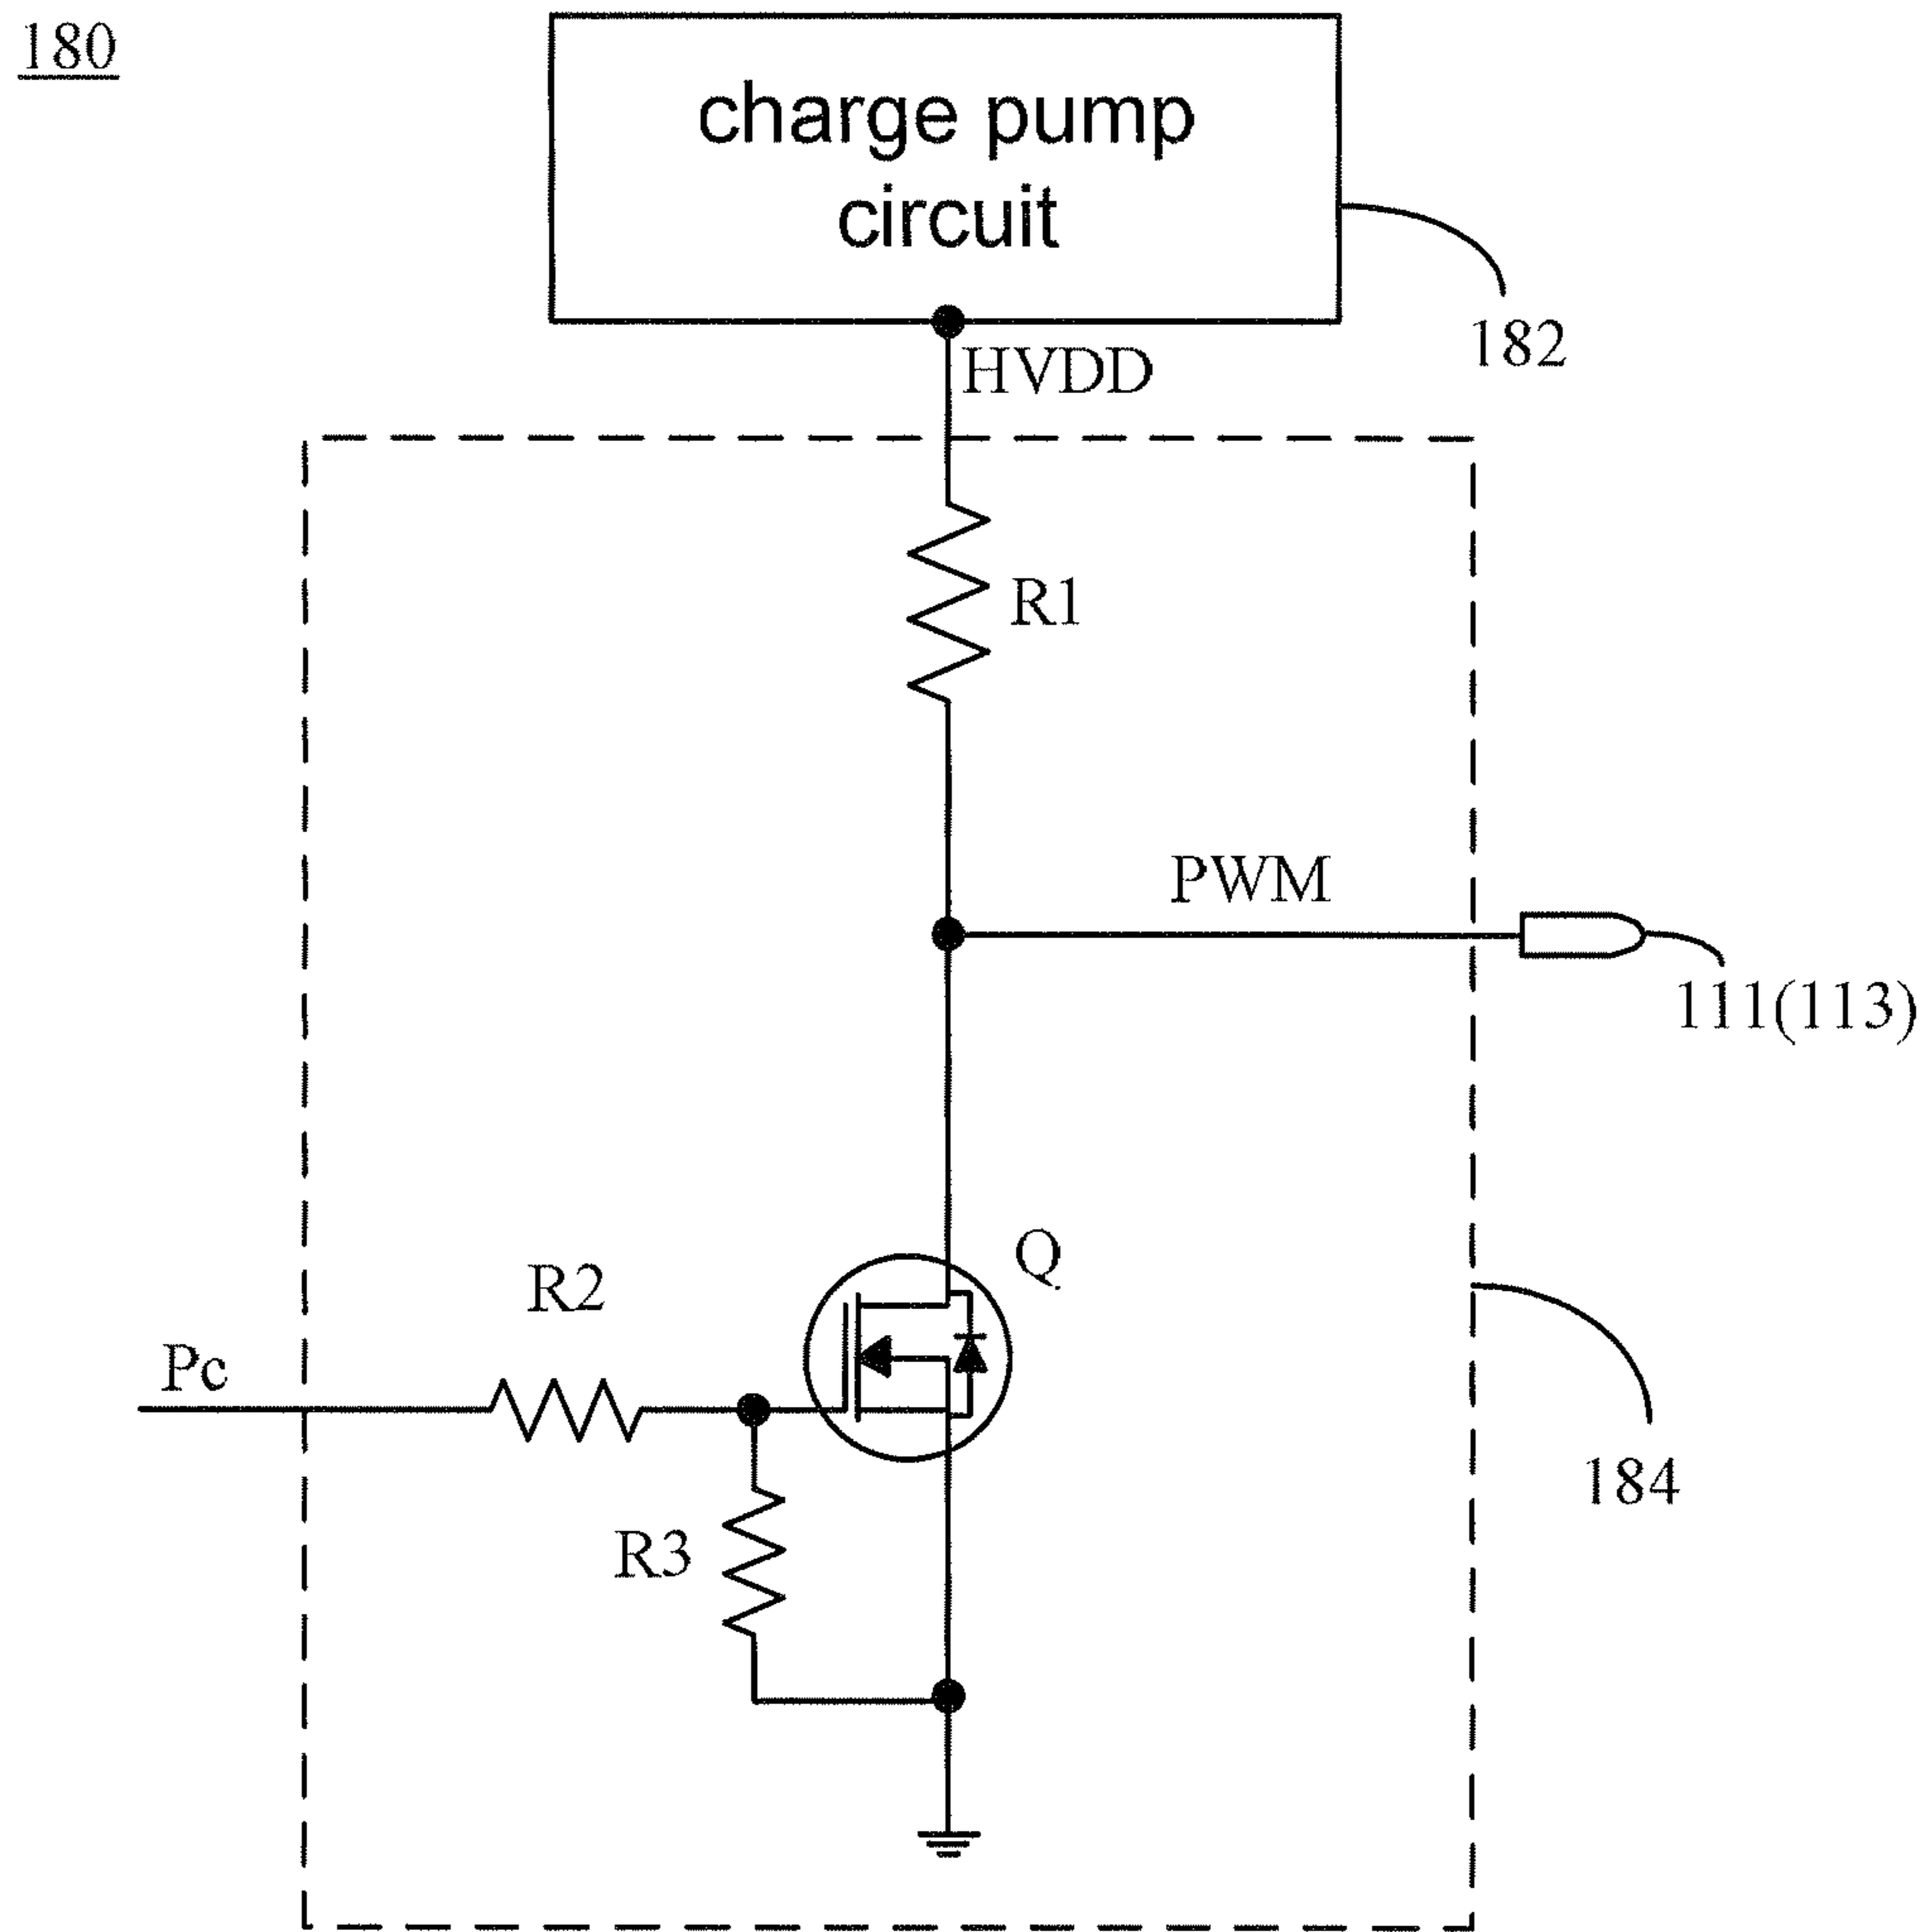 180
charge pump
circuit
182
HVDD
R1
PWM
111(113)
Q
R2
Pc
184
R3